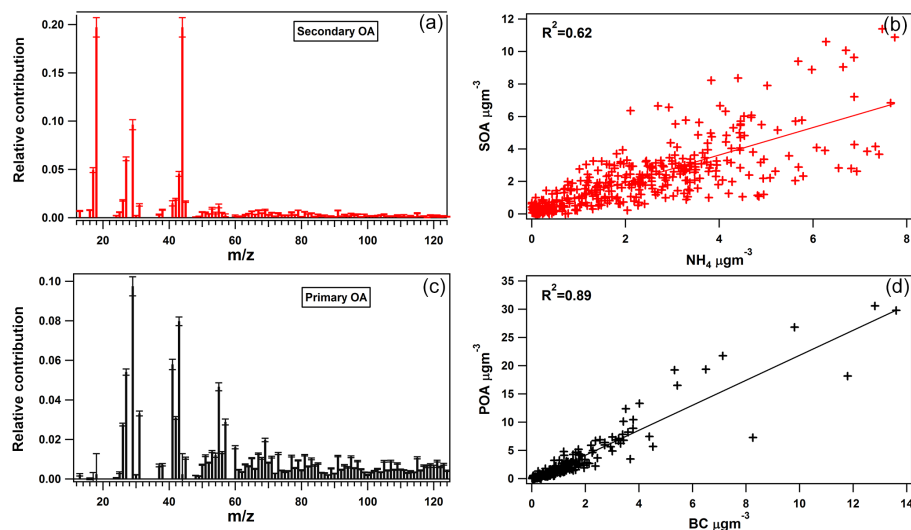 (a)
Secondary OA
Relative contribution
0.20
0.15
0.10
0.05
0.00
20 40 60 80 100 120
m/z
(b)
R²=0.62
SOA μgm⁻³
12
10
8
6
4
2
0
0 2 4 6 8
NH₄ μgm⁻³
(c)
Primary OA
Relative contribution
0.10
0.08
0.06
0.04
0.02
0.00
20 40 60 80 100 120
m/z
(d)
R²=0.89
POA μgm⁻³
35
30
25
20
15
10
5
0
0 2 4 6 8 10 12 14
BC μgm⁻³